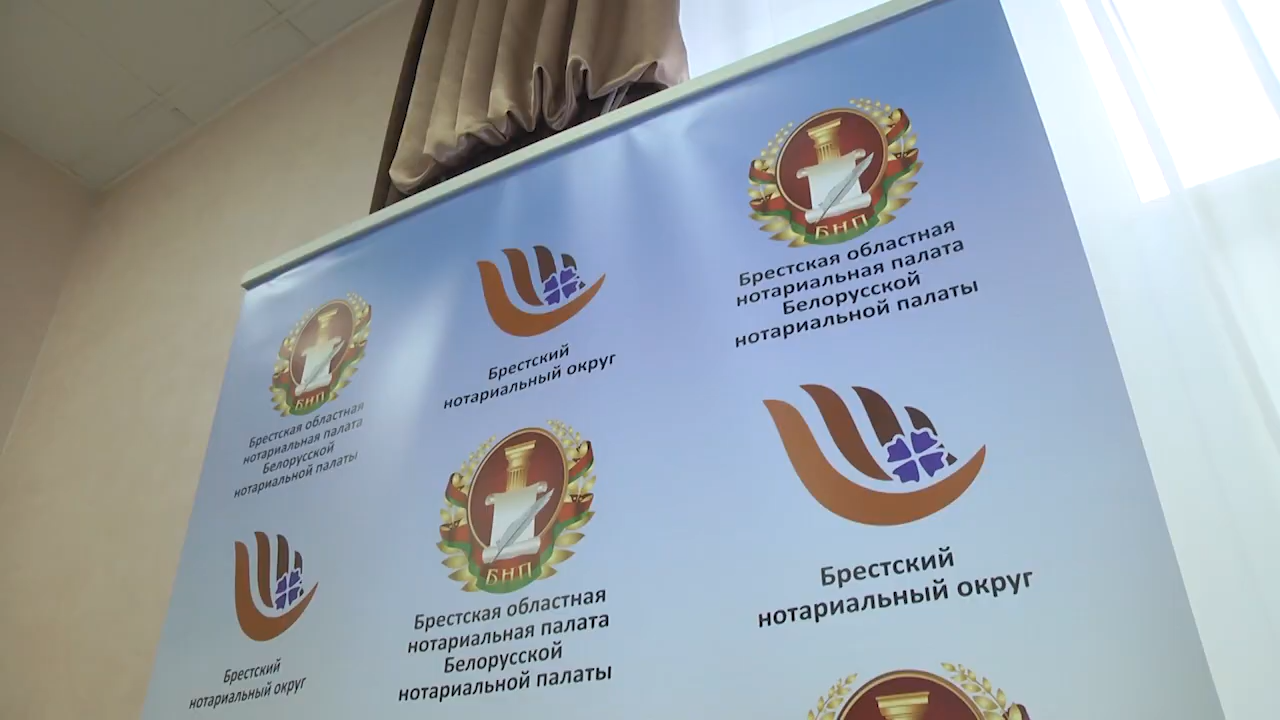 БНП
Брестская областная
нотариальная палата
Белорусской
нотариальной палаты
Брестский
нотариальный округ
БНП
Брестская областная
нотариальная палата
Белорусской
нотариальной палаты
Брестский
нотариальный округ
БНП
Брестская областная
нотариальная палата
Белорусской
нотариальной палаты
Брестский
нотариальный округ